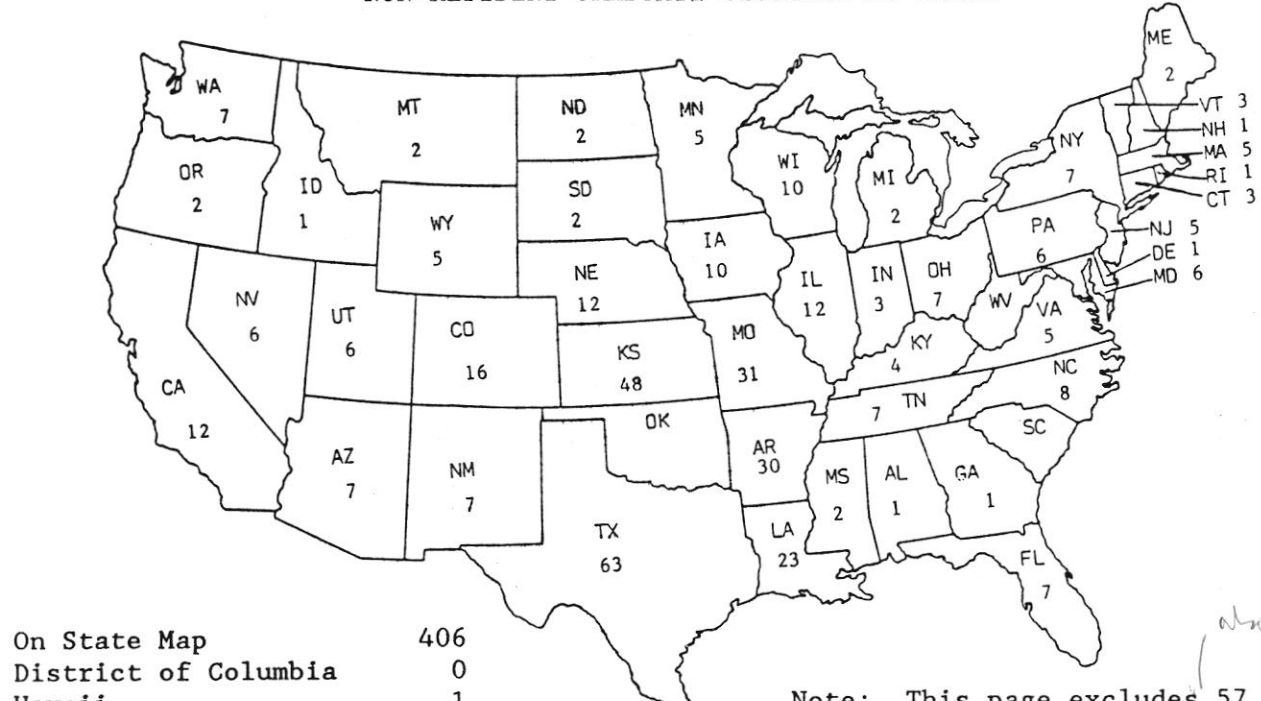 WA
7
OR
2
ID
1
MT
2
ND
2
SD
2
WY
5
NV
6
UT
6
CO
16
CA
12
AZ
7
NM
7
NE
12
KS
48
OK
TX
63
MN
5
IA
10
MO
31
AR
30
LA
23
WI
10
IL
12
MI
2
IN
3
OH
7
KY
4
7 TN
MS
2
AL
1
GA
1
FL
7
SC
NC
8
VA
5
WV
PA
6
NY
7
ME
2
VT 3
NH 1
MA 5
RI 1
CT 3
NJ 5
DE 1
MD 6
On State Map 406
District of Columbia 0
Hawaii 1
Note: This page excludes 57